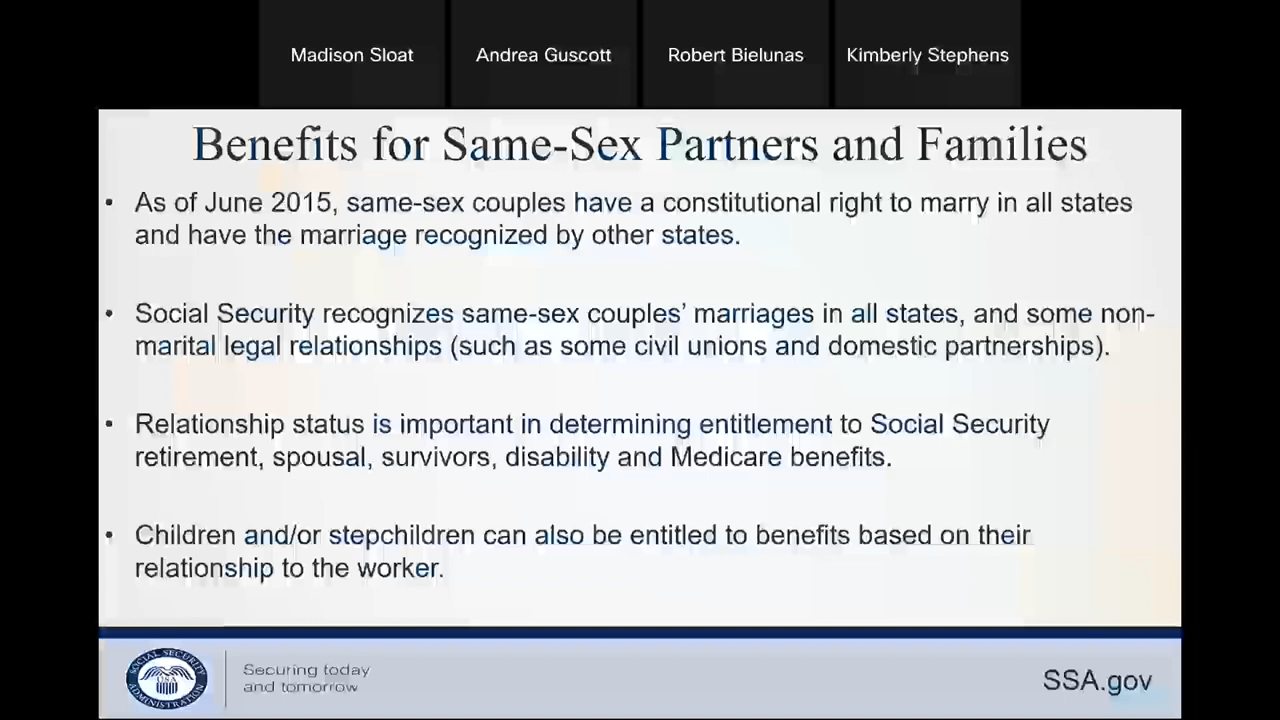 Madison Sloat
Andrea Guscott
Robert Bielunas
Kimberly Stephens
Benefits for Same-Sex Partners and Families
• As of June 2015, same-sex couples have a constitutional right to marry in all states
and have the marriage recognized by other states.
• Social Security recognizes same-sex couples’ marriages in all states, and some non-
marital legal relationships (such as some civil unions and domestic partnerships).
• Relationship status is important in determining entitlement to Social Security
retirement, spousal, survivors, disability and Medicare benefits.
• Children and/or stepchildren can also be entitled to benefits based on their
relationship to the worker.
SOCIAL SECURITY
USA
ADMINISTRATION
Securing today
and tomorrow
SSA.gov